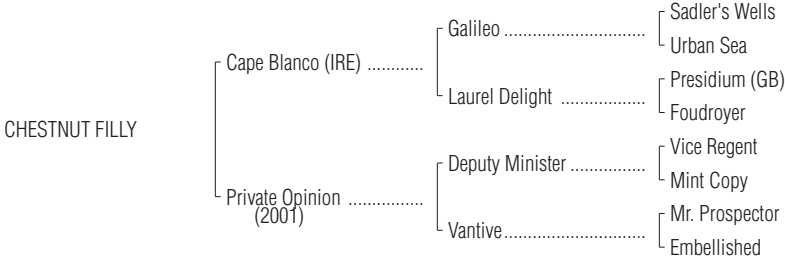 Sadler's Wells
Galileo ..............................
Urban Sea
Cape Blanco (IRE) ............
Presidium (GB)
Laurel Delight ..................
Foudroyer
CHESTNUT FILLY
Vice Regent
Deputy Minister ................
Mint Copy
Private Opinion ................
(2001)
Mr. Prospector
Vantive..............................
Embellished